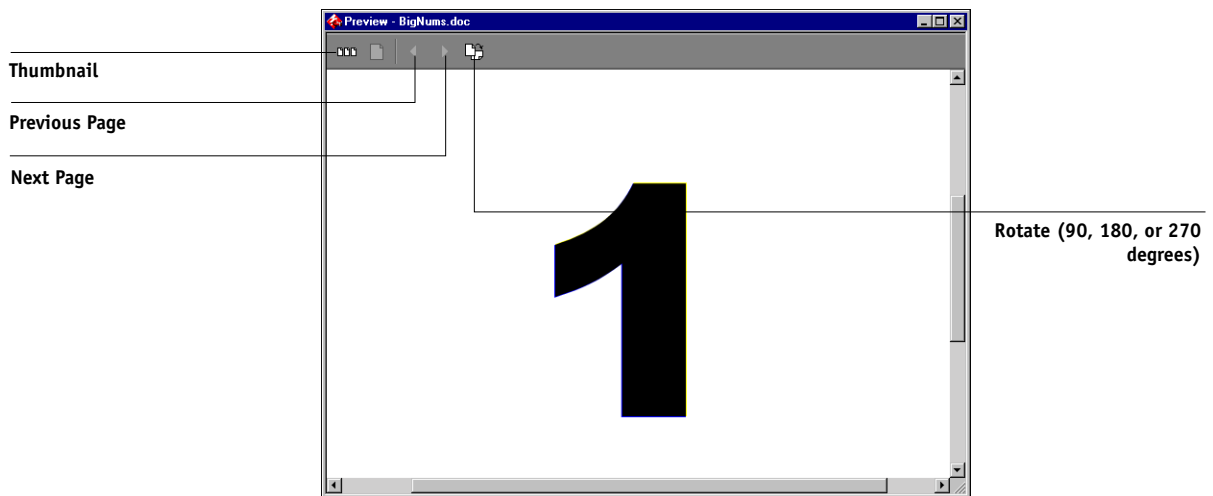 Preview - BigNums.doc
Thumbnail
Previous Page
Next Page
1
Rotate (90, 180, or 270
degrees)